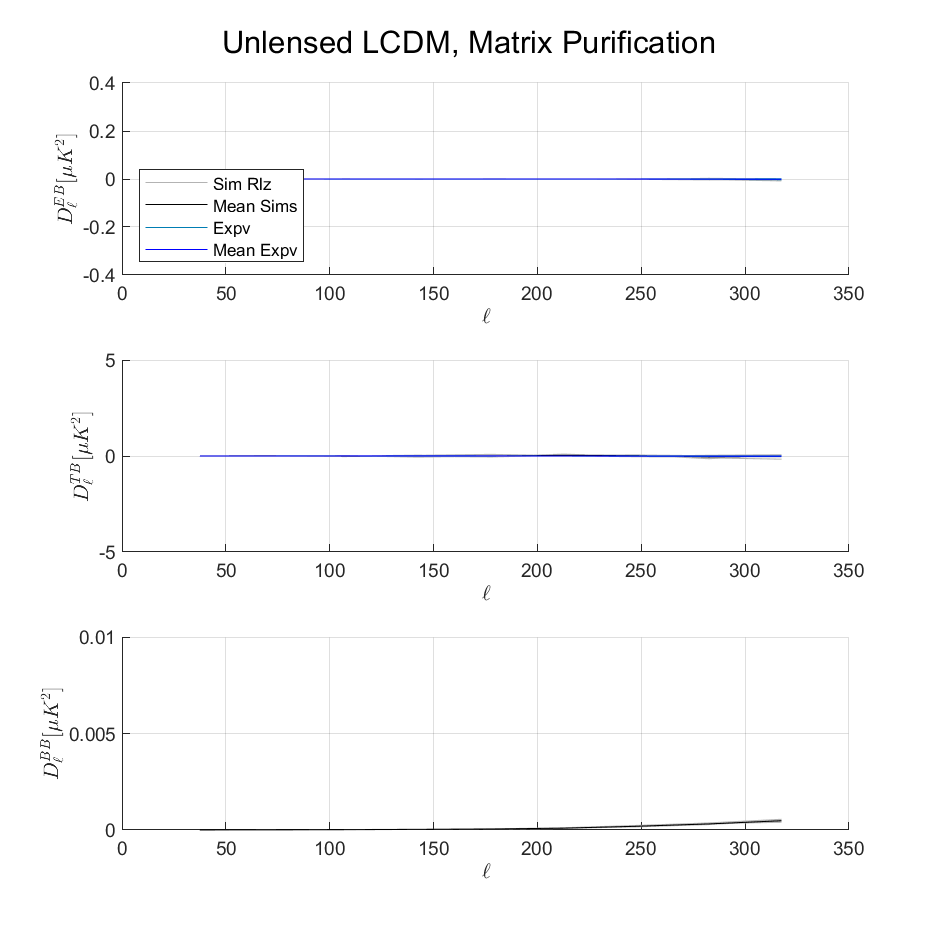 Unlensed LCDM, Matrix Purification
0.4
0.2
0
-0.2
-0.4
D_ℓ^{EB}[μK^2]
Sim Rlz
Mean Sims
Expv
Mean Expv
0 50 100 150 200 250 300 350
ℓ
5
0
-5
D_ℓ^{TB}[μK^2]
0 50 100 150 200 250 300 350
ℓ
0.01
0.005
0
D_ℓ^{BB}[μK^2]
0 50 100 150 200 250 300 350
ℓ